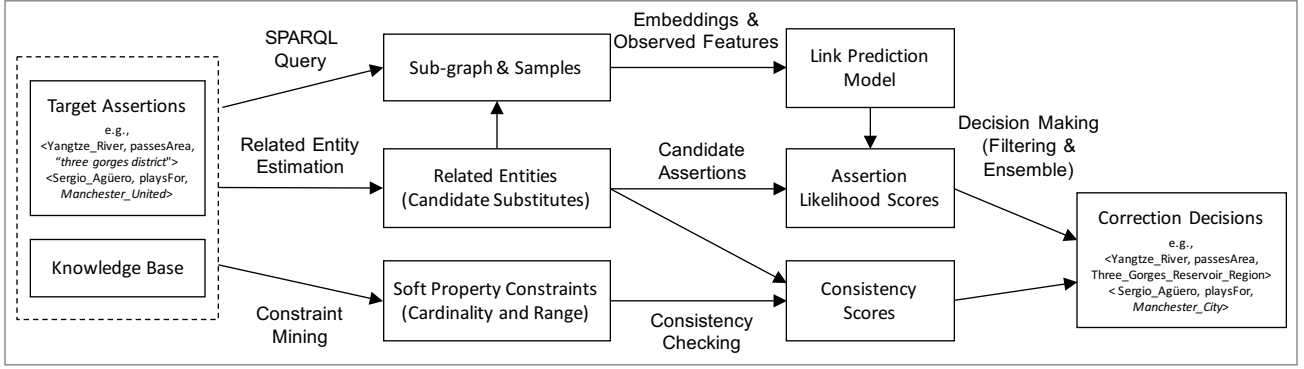 Target Assertions
e.g.,
<Yangtze_River, passesArea,
"three gorges district">
<Sergio_Agüero, playsFor,
Manchester_United>
Knowledge Base
SPARQL
Query
Related Entity
Estimation
Constraint
Mining
Sub-graph & Samples
Related Entities
(Candidate Substitutes)
Soft Property Constraints
(Cardinality and Range)
Embeddings &
Observed Features
Candidate
Assertions
Consistency
Checking
Link Prediction
Model
Assertion
Likelihood Scores
Consistency
Scores
Decision Making
(Filtering &
Ensemble)
Correction Decisions
e.g.,
<Yangtze_River, passesArea,
Three_Gorges_Reservoir_Region>
< Sergio_Agüero, playsFor,
Manchester_City>